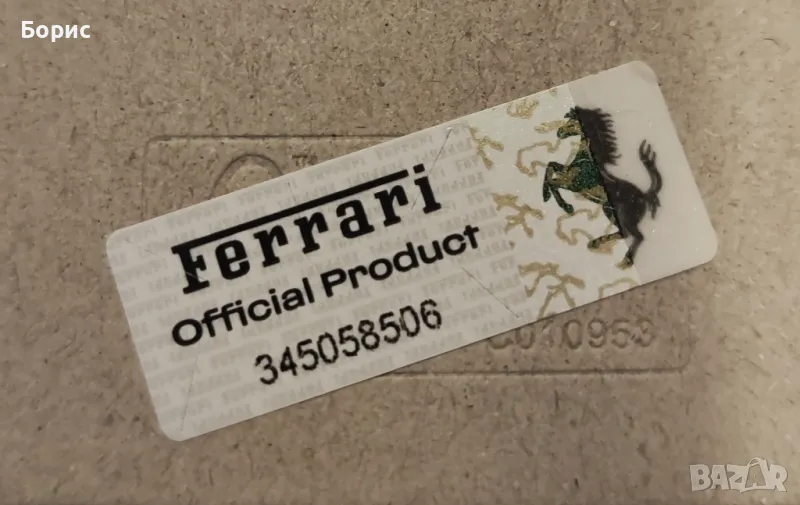 Борис
Ferrari
Official Product
345058506
C010953
BAZAR